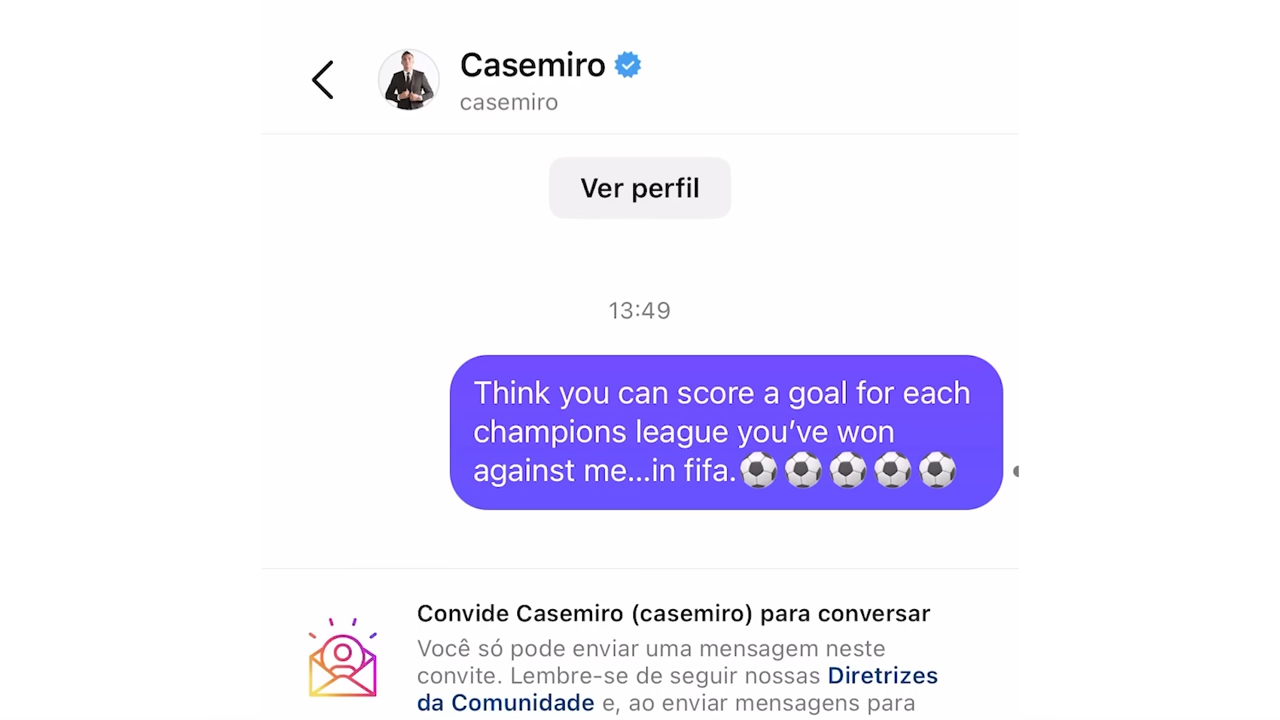 Casemiro
casemiro
Ver perfil
13:49
Think you can score a goal for each
champions league you’ve won
against me...in fifa.⚽⚽⚽⚽⚽
Convide Casemiro (casemiro) para conversar
Você só pode enviar uma mensagem neste
convite. Lembre-se de seguir nossas Diretrizes
da Comunidade e, ao enviar mensagens para